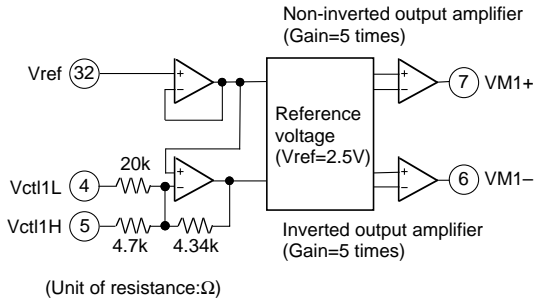 Non-inverted output amplifier
(Gain=5 times)
Vref 32
+
−
+
−
7 VM1+
Reference
voltage
(Vref=2.5V)
20k
Vctl1L 4
+
−
+
−
6 VM1−
Vctl1H 5
4.7k 4.34k
Inverted output amplifier
(Gain=5 times)
(Unit of resistance:Ω)